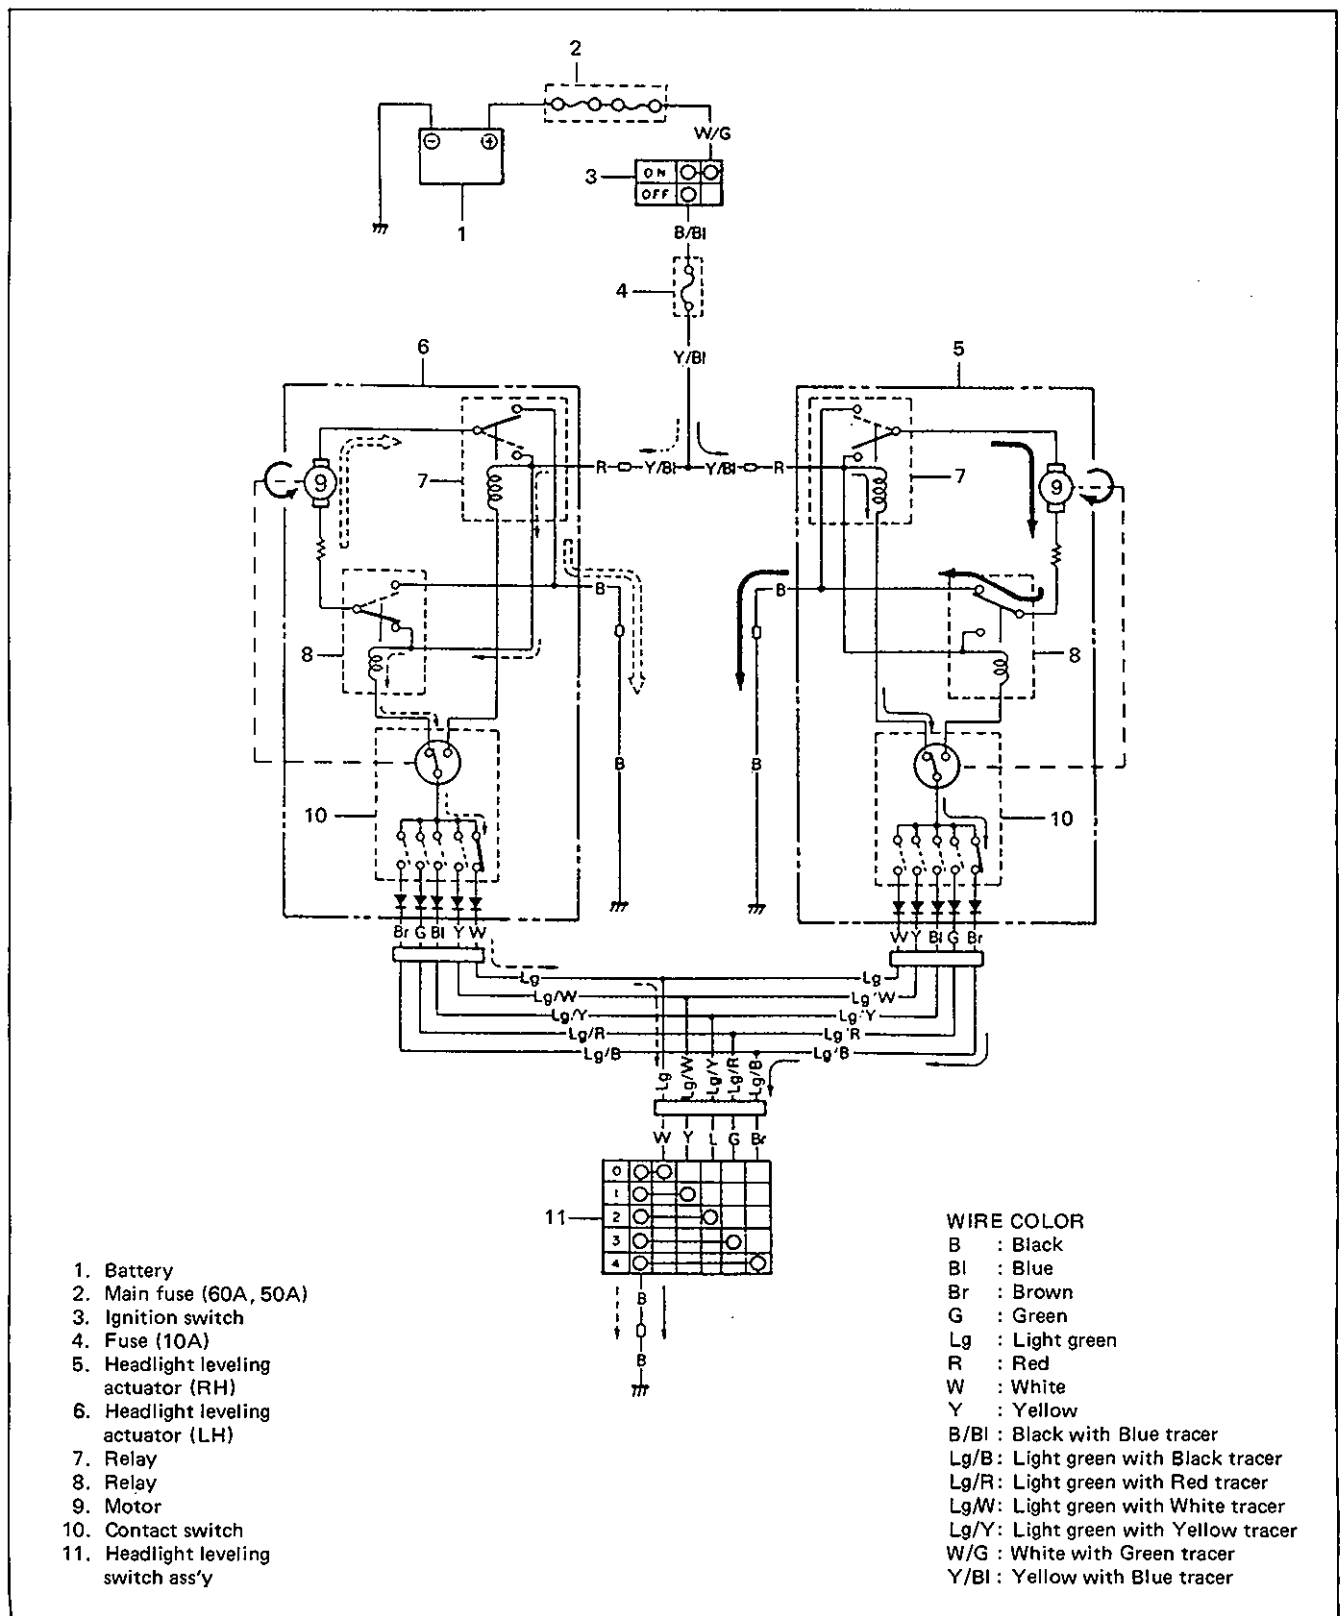 2
W/G
3
ON
OFF
1
B/Bl
4
Y/Bl
6
5
7
R
Y/Bl
Y/Bl
R
7
9
9
B
B
8
8
B
B
10
10
Br G Bl Y W
W Y Bl G Br
Lg
Lg
Lg/W
Lg/W
Lg/Y
Lg/Y
Lg/R
Lg/R
Lg/B
Lg/B
Lg Lg/W Lg/Y Lg/R Lg/B
W Y L G Br
0
1
11
2
3
4
B
B
1. Battery
2. Main fuse (60A, 50A)
3. Ignition switch
4. Fuse (10A)
5. Headlight leveling
actuator (RH)
6. Headlight leveling
actuator (LH)
7. Relay
8. Relay
9. Motor
10. Contact switch
11. Headlight leveling
switch ass'y
WIRE COLOR
B : Black
Bl : Blue
Br : Brown
G : Green
Lg : Light green
R : Red
W : White
Y : Yellow
B/Bl : Black with Blue tracer
Lg/B : Light green with Black tracer
Lg/R : Light green with Red tracer
Lg/W : Light green with White tracer
Lg/Y : Light green with Yellow tracer
W/G : White with Green tracer
Y/Bl : Yellow with Blue tracer